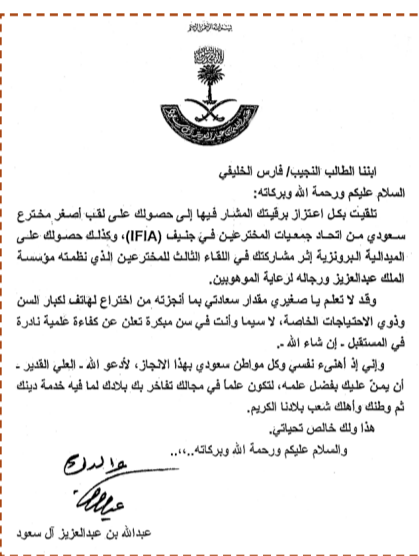 بسم الله الرحمن الرحيم
ابننا الطالب النجيب/ فارس الخليفي
السلام عليكم ورحمة الله وبركاته:
تلقيت بكل اعتزاز برقيتك المشار فيها إلى حصولك على لقب أصغر مخترع
سعودي من اتحاد جمعيات المخترعين في جنيف (IFIA)، وكذلك حصولك على
الميدالية البرونزية إثر مشاركتك في اللقاء الثالث للمخترعين الذي نظمته مؤسسة
الملك عبدالعزيز ورجاله لرعاية الموهوبين.
وقد لا تعلم يا صغيري مقدار سعادتي بما أنجزته من اختراع لهاتف لكبار السن
وذوي الاحتياجات الخاصة، لا سيما وأنت في سن مبكرة تعلن عن كفاءة علمية نادرة
في المستقبل - إن شاء الله -.
وإني إذ أهنىء نفسي وكل مواطن سعودي بهذا الانجاز، لأدعو الله - العلي القدير -
أن يمنّ عليك بفضل علمه، لتكون علماً في مجالك تفاخر بك بلادك لما فيه خدمة دينك
ثم وطنك وأهلك شعب بلادنا الكريم.
هذا ولك خالص تحياتي.
والسلام عليكم ورحمة الله وبركاته..،،
والدك
عبدالله
عبدالله بن عبدالعزيز آل سعود